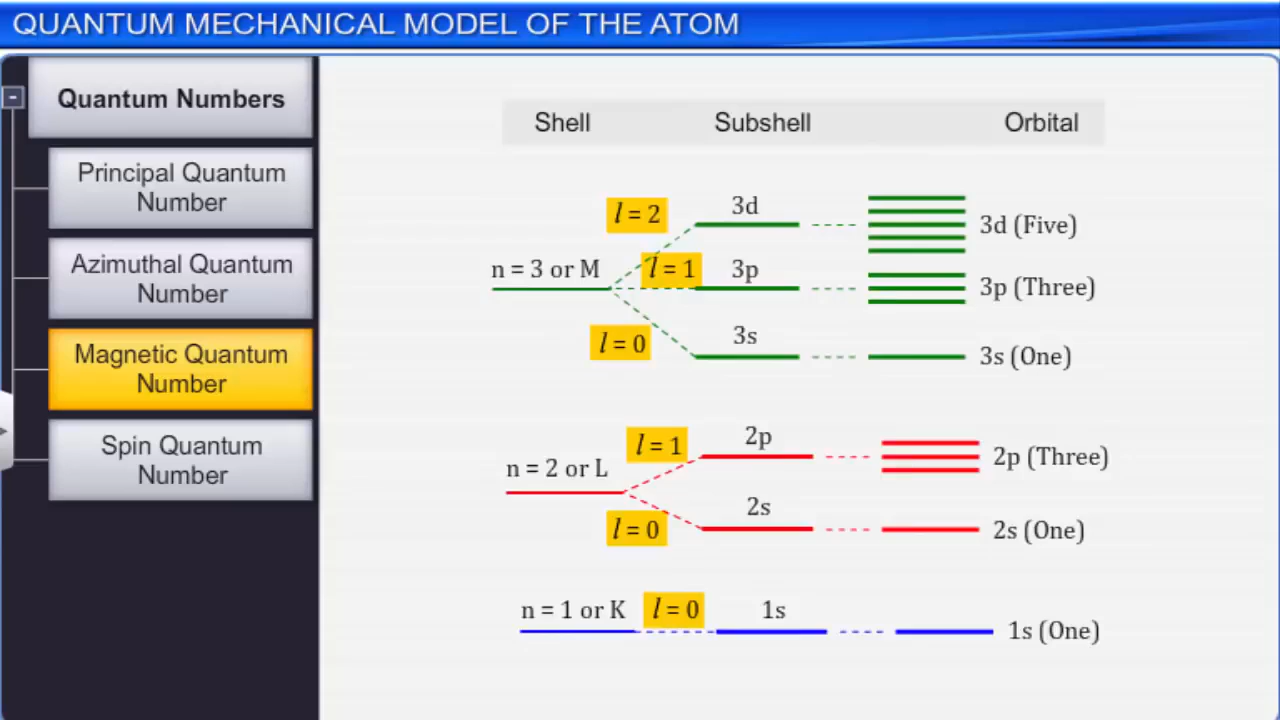 QUANTUM MECHANICAL MODEL OF THE ATOM
-
Quantum Numbers
Principal Quantum
Number
Azimuthal Quantum
Number
Magnetic Quantum
Number
Spin Quantum
Number
Shell Subshell Orbital
l = 2 3d 3d (Five)
n = 3 or M l = 1 3p 3p (Three)
l = 0 3s 3s (One)
l = 1 2p 2p (Three)
n = 2 or L
l = 0 2s 2s (One)
n = 1 or K l = 0 1s 1s (One)